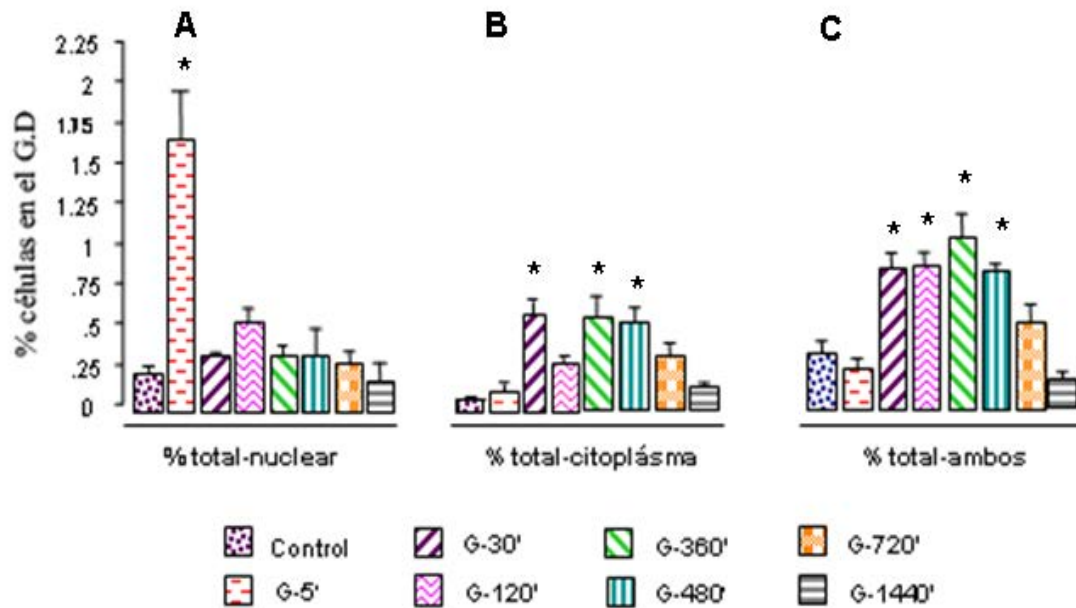 A B C
% células en el G.D
2.25
2
1.15
1.5
1.25
1
.75
.5
.25
0
* * * * * * * *
% total-nuclear % total-citoplásma % total-ambos
Control G-30' G-360' G-720'
G-5' G-120' G-480' G-1440'